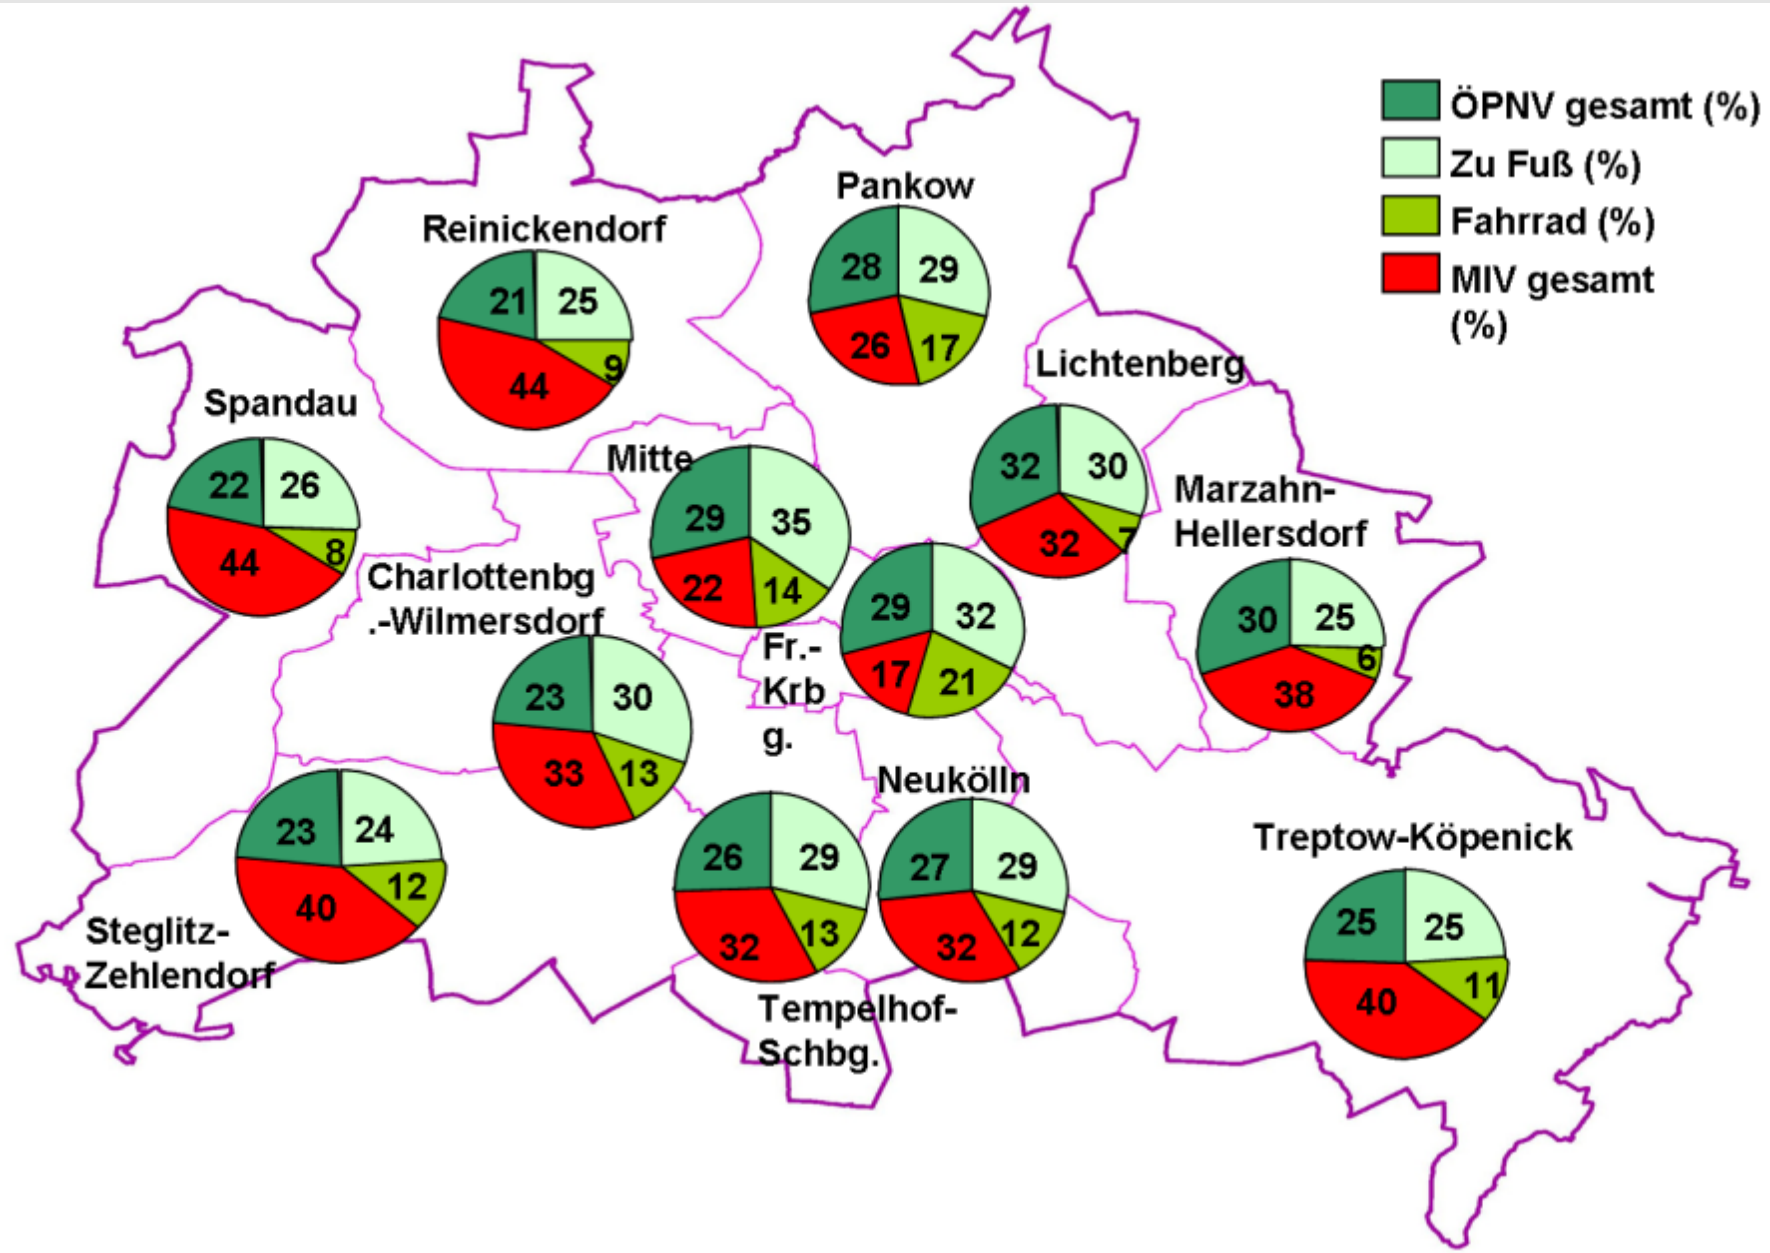 ÖPNV gesamt (%)
Zu Fuß (%)
Fahrrad (%)
MIV gesamt
(%)
Pankow
28
29
26
17
Reinickendorf
21
25
44
9
Lichtenberg
32
30
32
7
Spandau
22
26
44
8
Mitte
29
35
22
14
Marzahn-
Hellersdorf
30
25
38
6
Charlottenbg
.-Wilmersdorf
23
30
33
13
Fr.-
Krb
g.
29
32
17
21
Steglitz-
Zehlendorf
23
24
40
12
Tempelhof-
Schbg.
26
29
32
13
Neukölln
27
29
32
12
Treptow-Köpenick
25
25
40
11